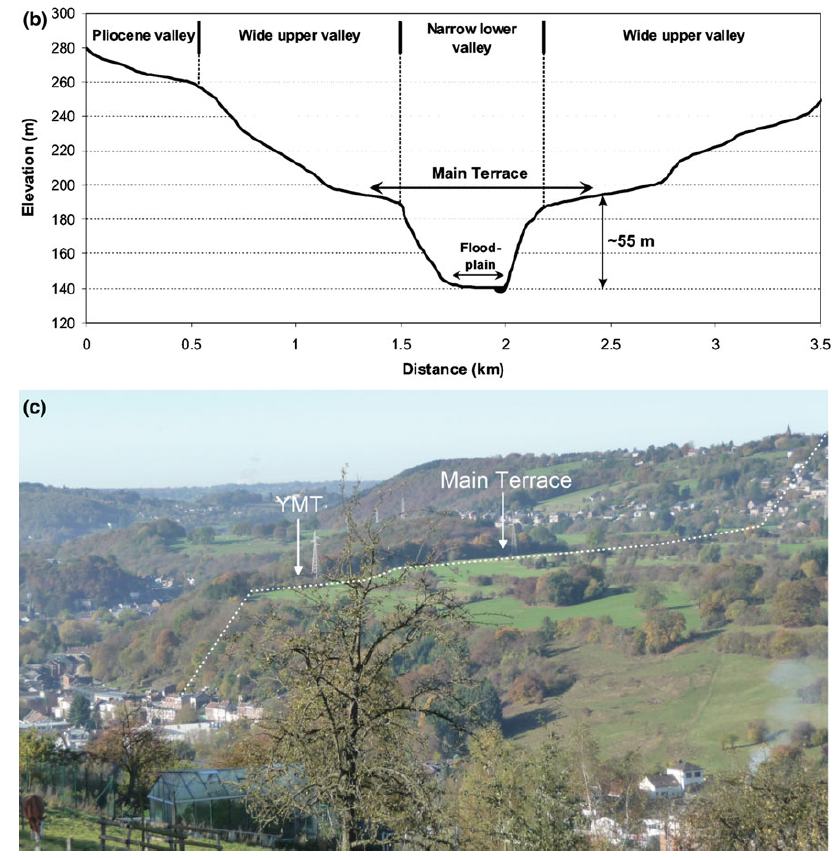 (b)
Pliocene valley
Wide upper valley
Narrow lower
valley
Wide upper valley
300
280
260
240
220
200
180
160
140
120
Elevation (m)
Main Terrace
Flood-
plain
~55 m
0
0.5
1
1.5
2
2.5
3
3.5
Distance (km)
(c)
YMT
Main Terrace